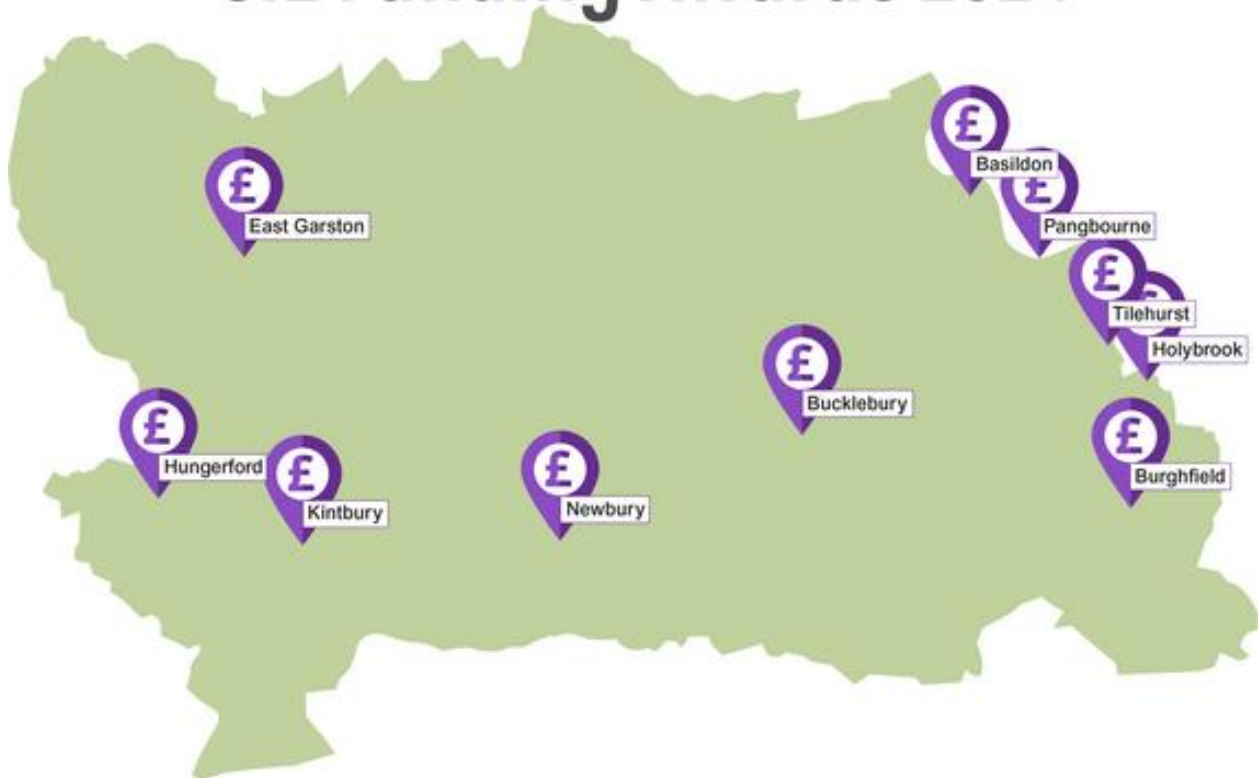 Basildon
Pangbourne
East Garston
Tilehurst
Holybrook
Bucklebury
Hungerford
Burghfield
Kintbury
Newbury
£
£
£
£
£
£
£
£
£